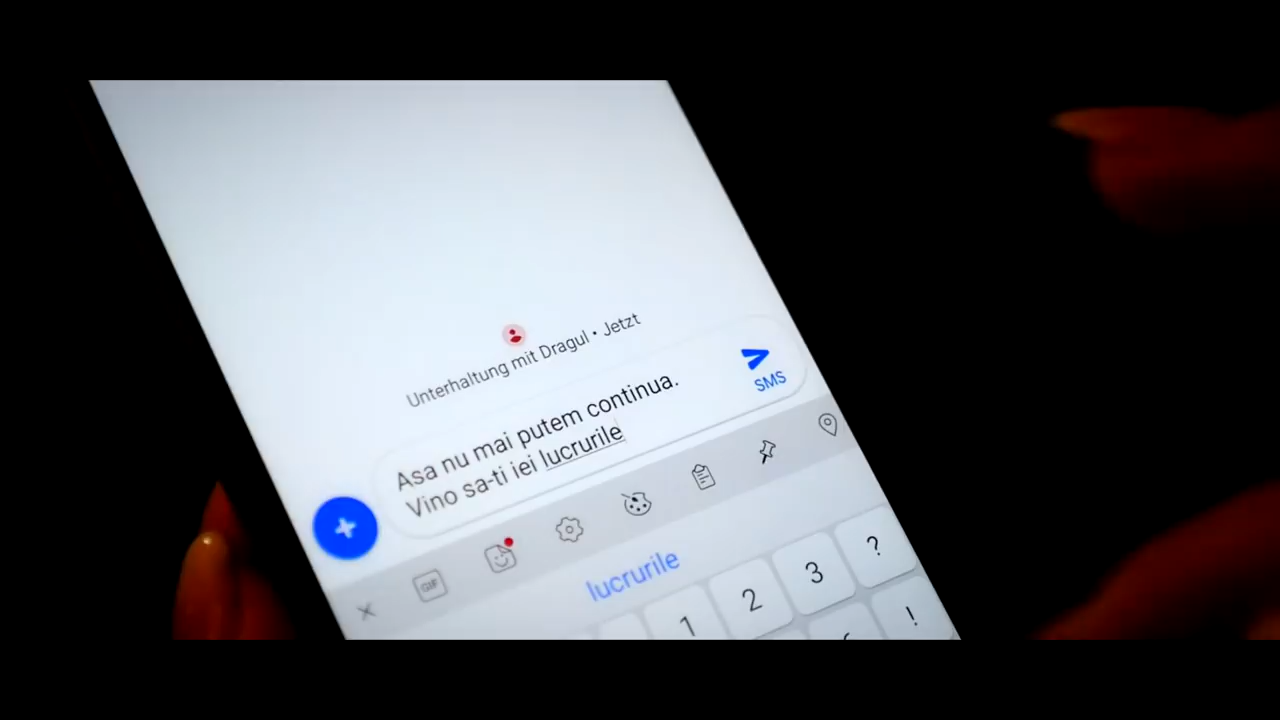 Unterhaltung mit Dragul • Jetzt
Asa nu mai putem continua.
Vino sa-ti iei lucrurile
SMS
GIF
lucrurile
1 2 3 ?
!